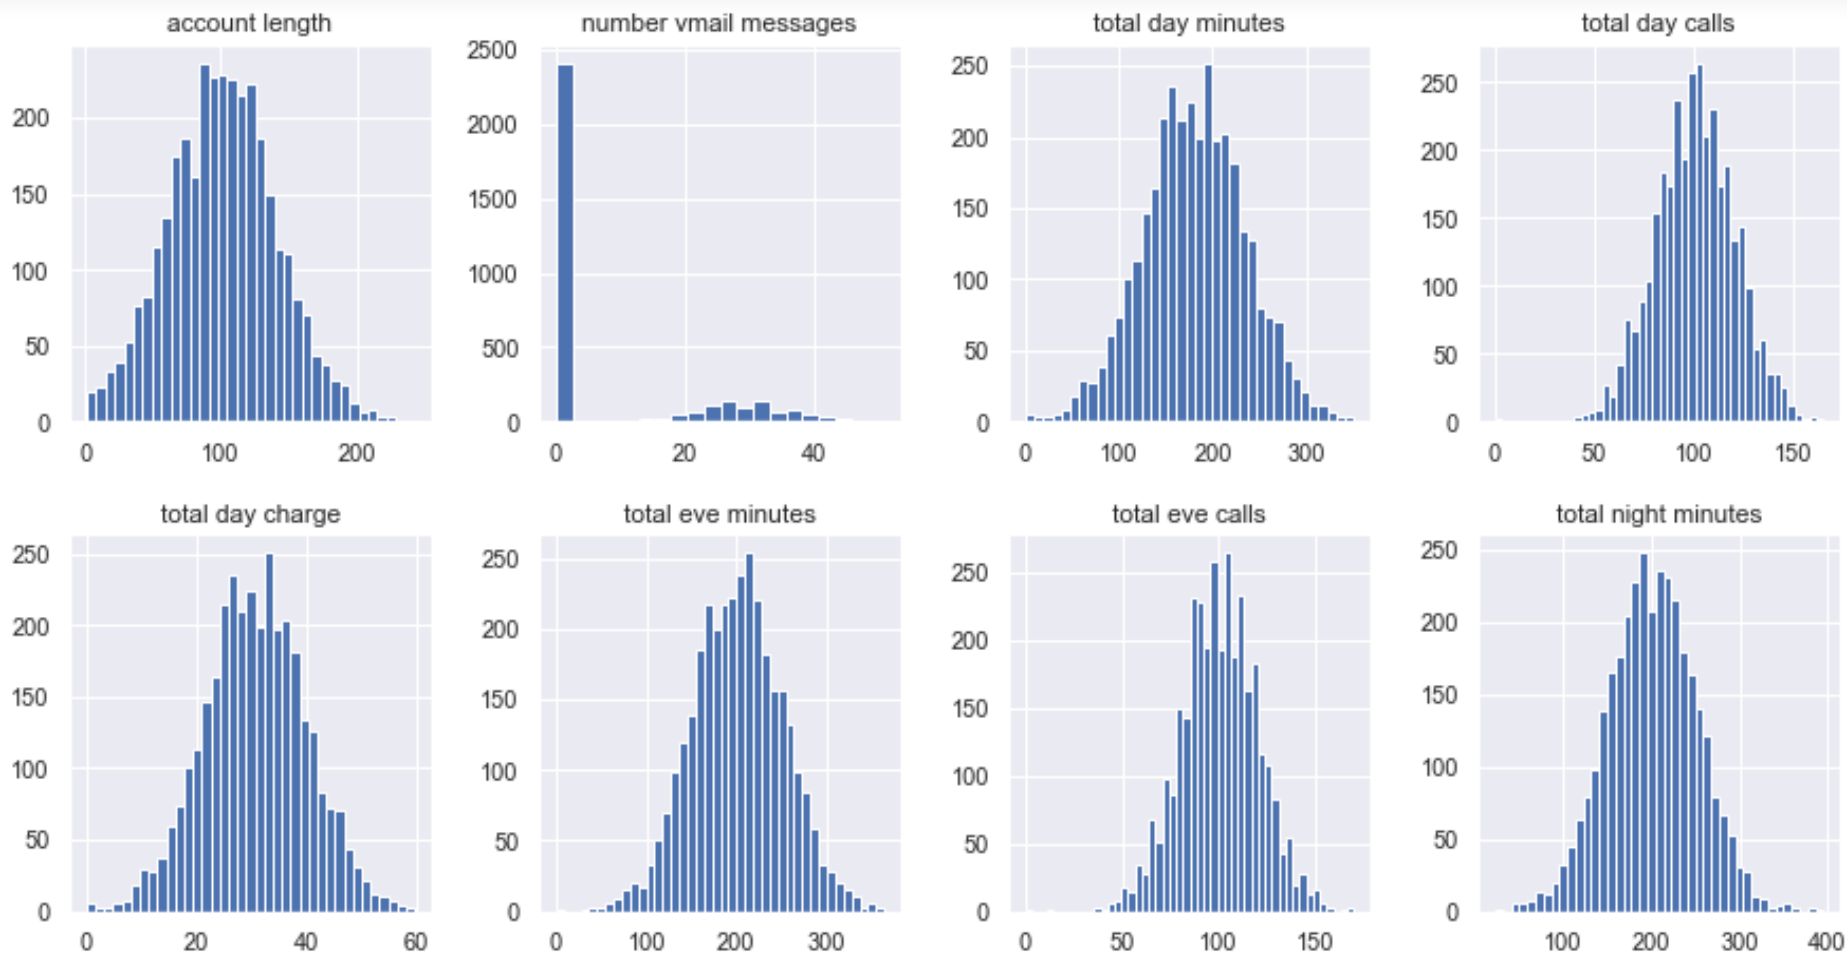 account length
number vmail messages
total day minutes
total day calls
200
150
100
50
0
0 100 200
2500
2000
1500
1000
500
0
0 20 40
250
200
150
100
50
0
0 100 200 300
250
200
150
100
50
0
0 50 100 150
total day charge
total eve minutes
total eve calls
total night minutes
250
200
150
100
50
0
0 20 40 60
250
200
150
100
50
0
0 100 200 300
250
200
150
100
50
0
0 50 100 150
250
200
150
100
50
0
100 200 300 400